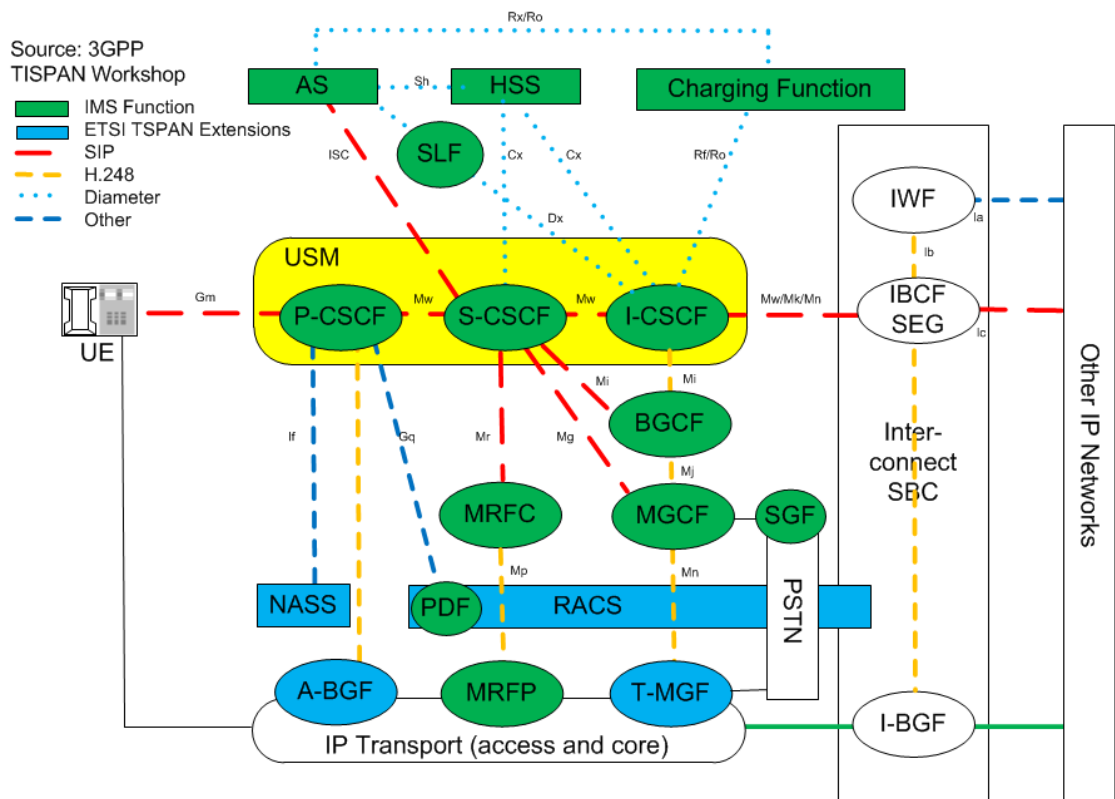 Source: 3GPP
TISPAN Workshop
IMS Function
ETSI TSPAN Extensions
SIP
H.248
Diameter
Other
Rx/Ro
AS
Sh
HSS
Charging Function
SLF
ISC
Cx
Cx
Rf/Ro
Dx
IWF
Ia
Ib
USM
UE
Gm
P-CSCF
Mw
S-CSCF
Mw
I-CSCF
Mw/Mk/Mn
IBCF
SEG
Ic
Mi
Mi
BGCF
If
Gq
Mr
Mg
Mj
Inter-
connect
SBC
Other IP Networks
MRFC
MGCF
SGF
Mp
Mn
PSTN
NASS
PDF
RACS
A-BGF
MRFP
T-MGF
I-BGF
IP Transport (access and core)